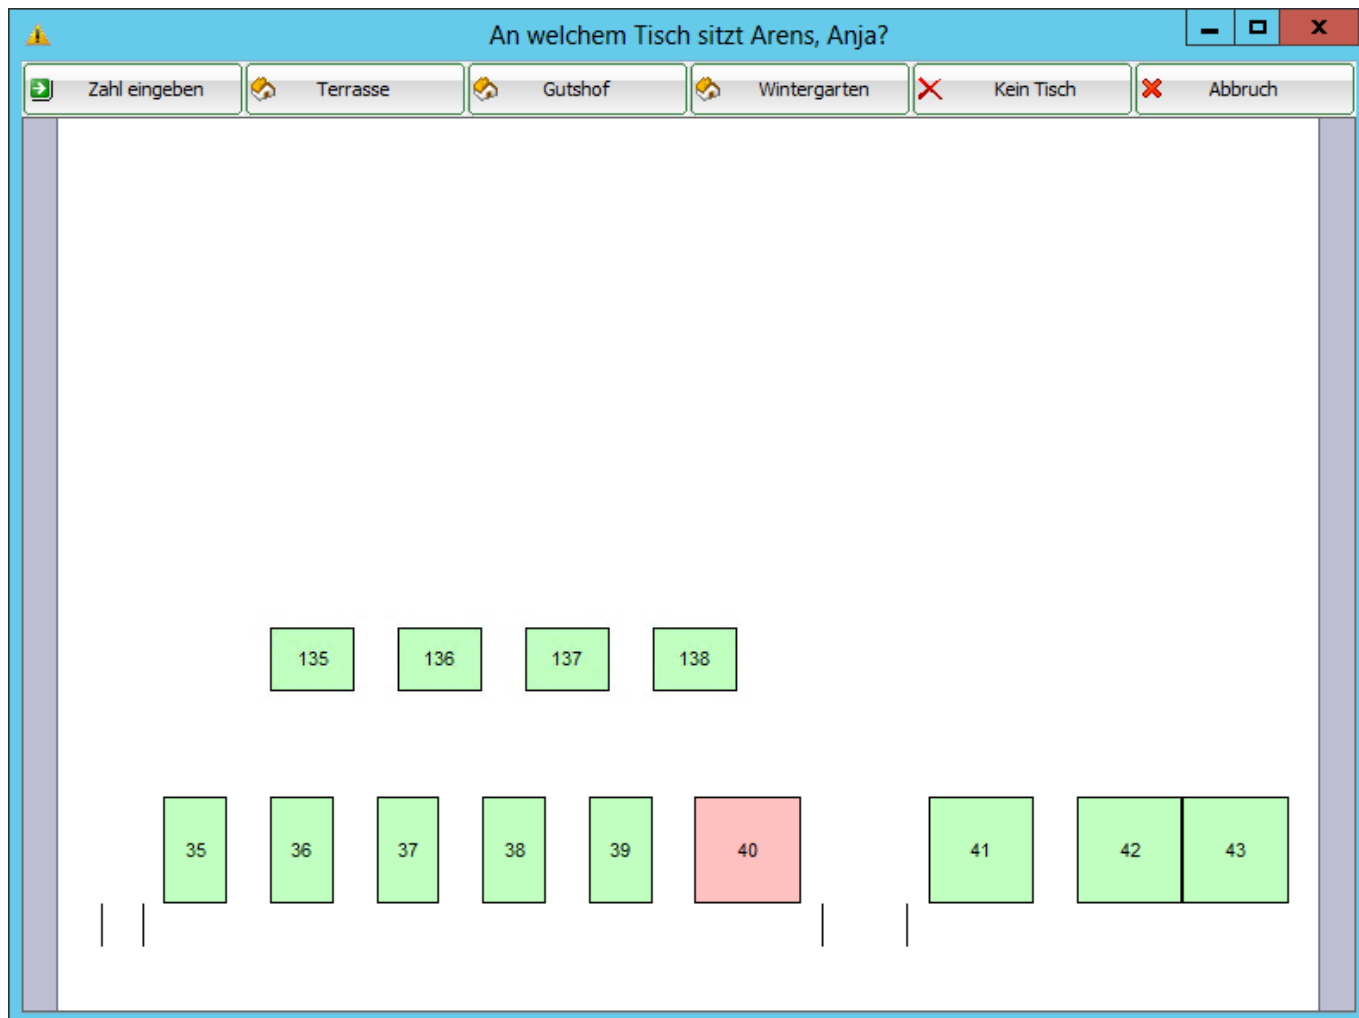 An welchem Tisch sitzt Arens, Anja?
Zahl eingeben Terrasse Gutshof Wintergarten Kein Tisch Abbruch
135 136 137 138
35 36 37 38 39 40 41 42 43